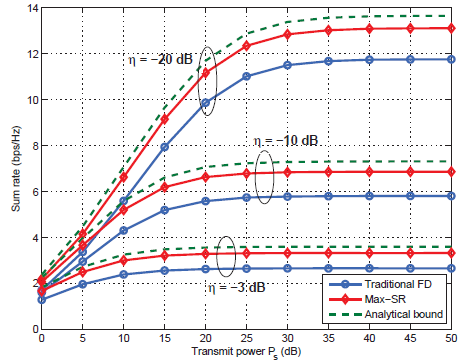 14
12
10
8
6
4
2
0
Sum rate (bps/Hz)
η = −20 dB
η = −10 dB
η = −3 dB
Traditional FD
Max−SR
Analytical bound
0 5 10 15 20 25 30 35 40 45 50
Transmit power Ps (dB)